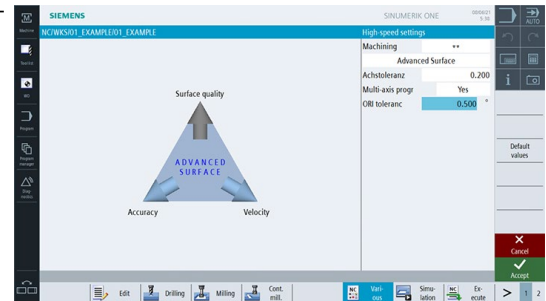 SIEMENS
SINUMERIK ONE
AUTO
Machine
NC/WKS/01_EXAMPLE/01_EXAMPLE
High-speed settings
Machining **
Advanced Surface
Achstoleranz 0.200
Multi-axis progr Yes
ORI toleranc 0.500 °
Surface quality
ADVANCED
SURFACE
Accuracy
Velocity
Program
Program
manager
Default
values
Cancel
Accept
Edit
Drilling
Milling
Cont.
mill.
NC
Vari-
ous
Simu-
lation
NC
Ex-
ecute
> 1 2